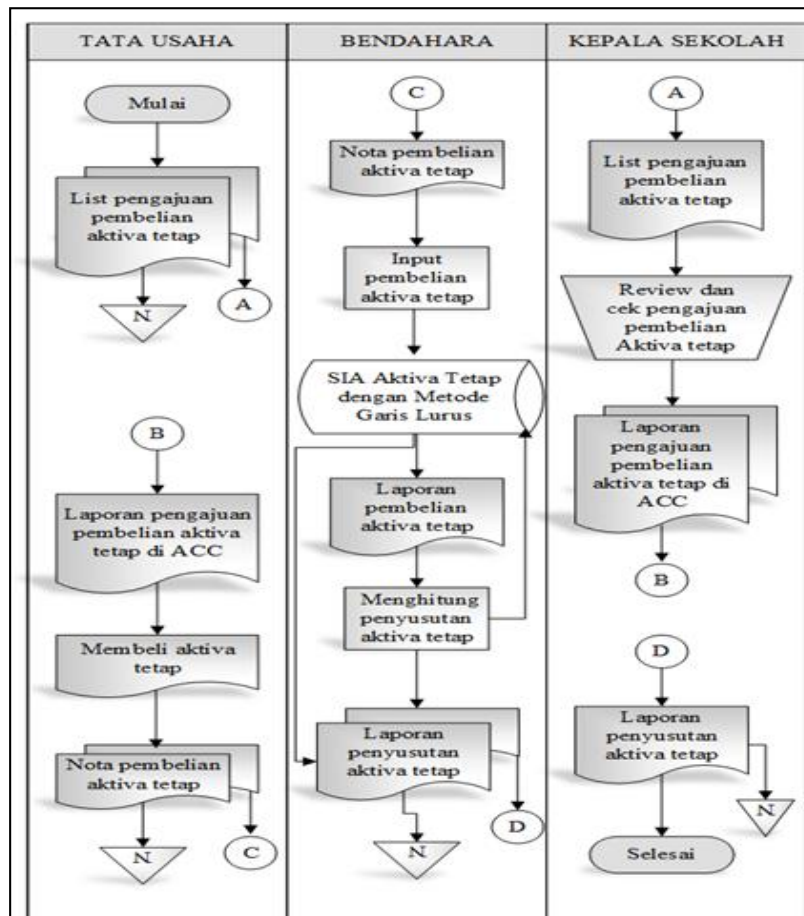 TATA USAHA
Mulai
List pengajuan
pembelian
aktiva tetap
N
A
B
Laporan pengajuan
pembelian aktiva
tetap di ACC
Membeli aktiva
tetap
Nota pembelian
aktiva tetap
N
C
BENDAHARA
C
Nota pembelian
aktiva tetap
Input
pembelian
aktiva tetap
SIA Aktiva Tetap
dengan Metode
Garis Lurus
Laporan
pembelian
aktiva tetap
Menghitung
penyusutan
aktiva tetap
Laporan
penyusutan
aktiva tetap
D
N
KEPALA SEKOLAH
A
List pengajuan
pembelian
aktiva tetap
Review dan
cek pengajuan
pembelian
Aktiva tetap
Laporan
pengajuan
pembelian
aktiva tetap di
ACC
B
D
Laporan
penyusutan
aktiva tetap
N
Selesai